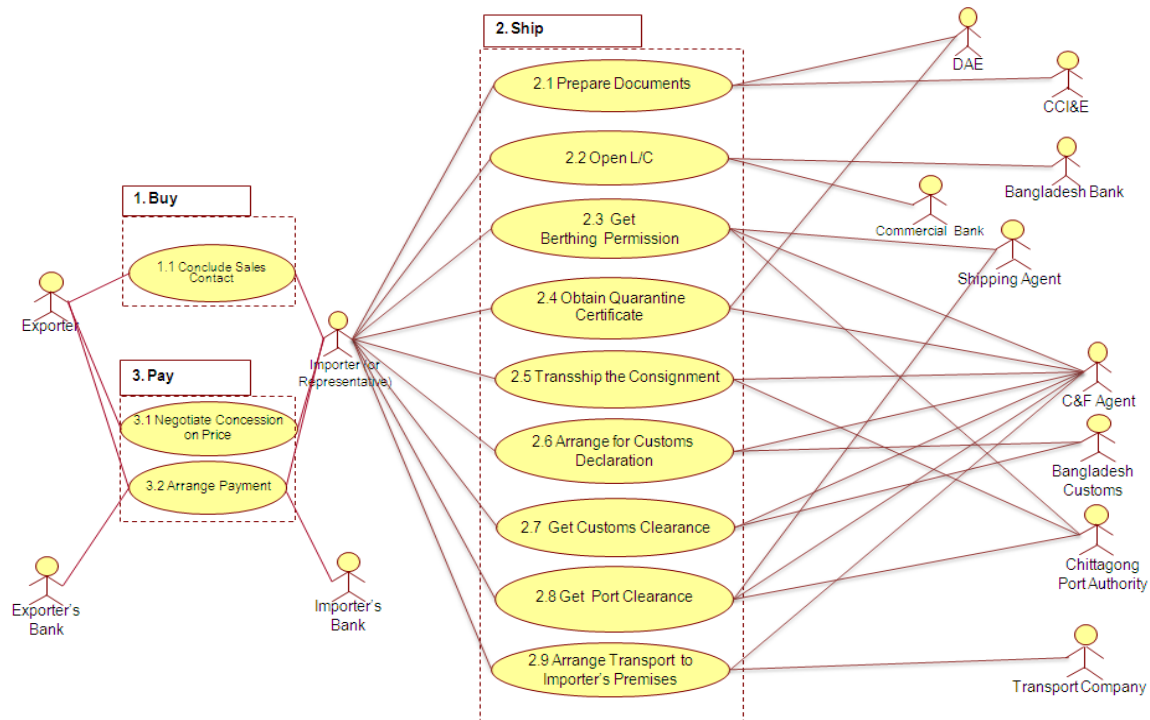 2. Ship
DAE
2.1 Prepare Documents
CCI&E
2.2 Open L/C
Bangladesh Bank
1. Buy
Commercial Bank
2.3 Get
Berthing Permission
Shipping Agent
1.1 Conclude Sales
Contact
Exporter
2.4 Obtain Quarantine
Certificate
Importer (or
Representative)
3. Pay
2.5 Transship the Consignment
C&F Agent
3.1 Negotiate Concession
on Price
2.6 Arrange for Customs
Declaration
Bangladesh
Customs
3.2 Arrange Payment
2.7 Get Customs Clearance
Chittagong
Port Authority
Exporter's
Bank
Importer's
Bank
2.8 Get Port Clearance
2.9 Arrange Transport to
Importer's Premises
Transport Company